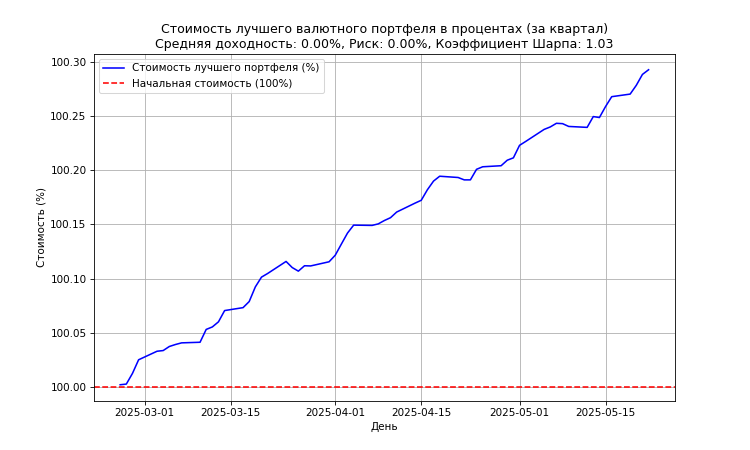 Стоимость лучшего валютного портфеля в процентах (за квартал)
Средняя доходность: 0.00%, Риск: 0.00%, Коэффициент Шарпа: 1.03
100.30
Стоимость лучшего портфеля (%)
Начальная стоимость (100%)
100.25
100.20
100.15
100.10
100.05
100.00
Стоимость (%)
2025-03-01 2025-03-15 2025-04-01 2025-04-15 2025-05-01 2025-05-15
День